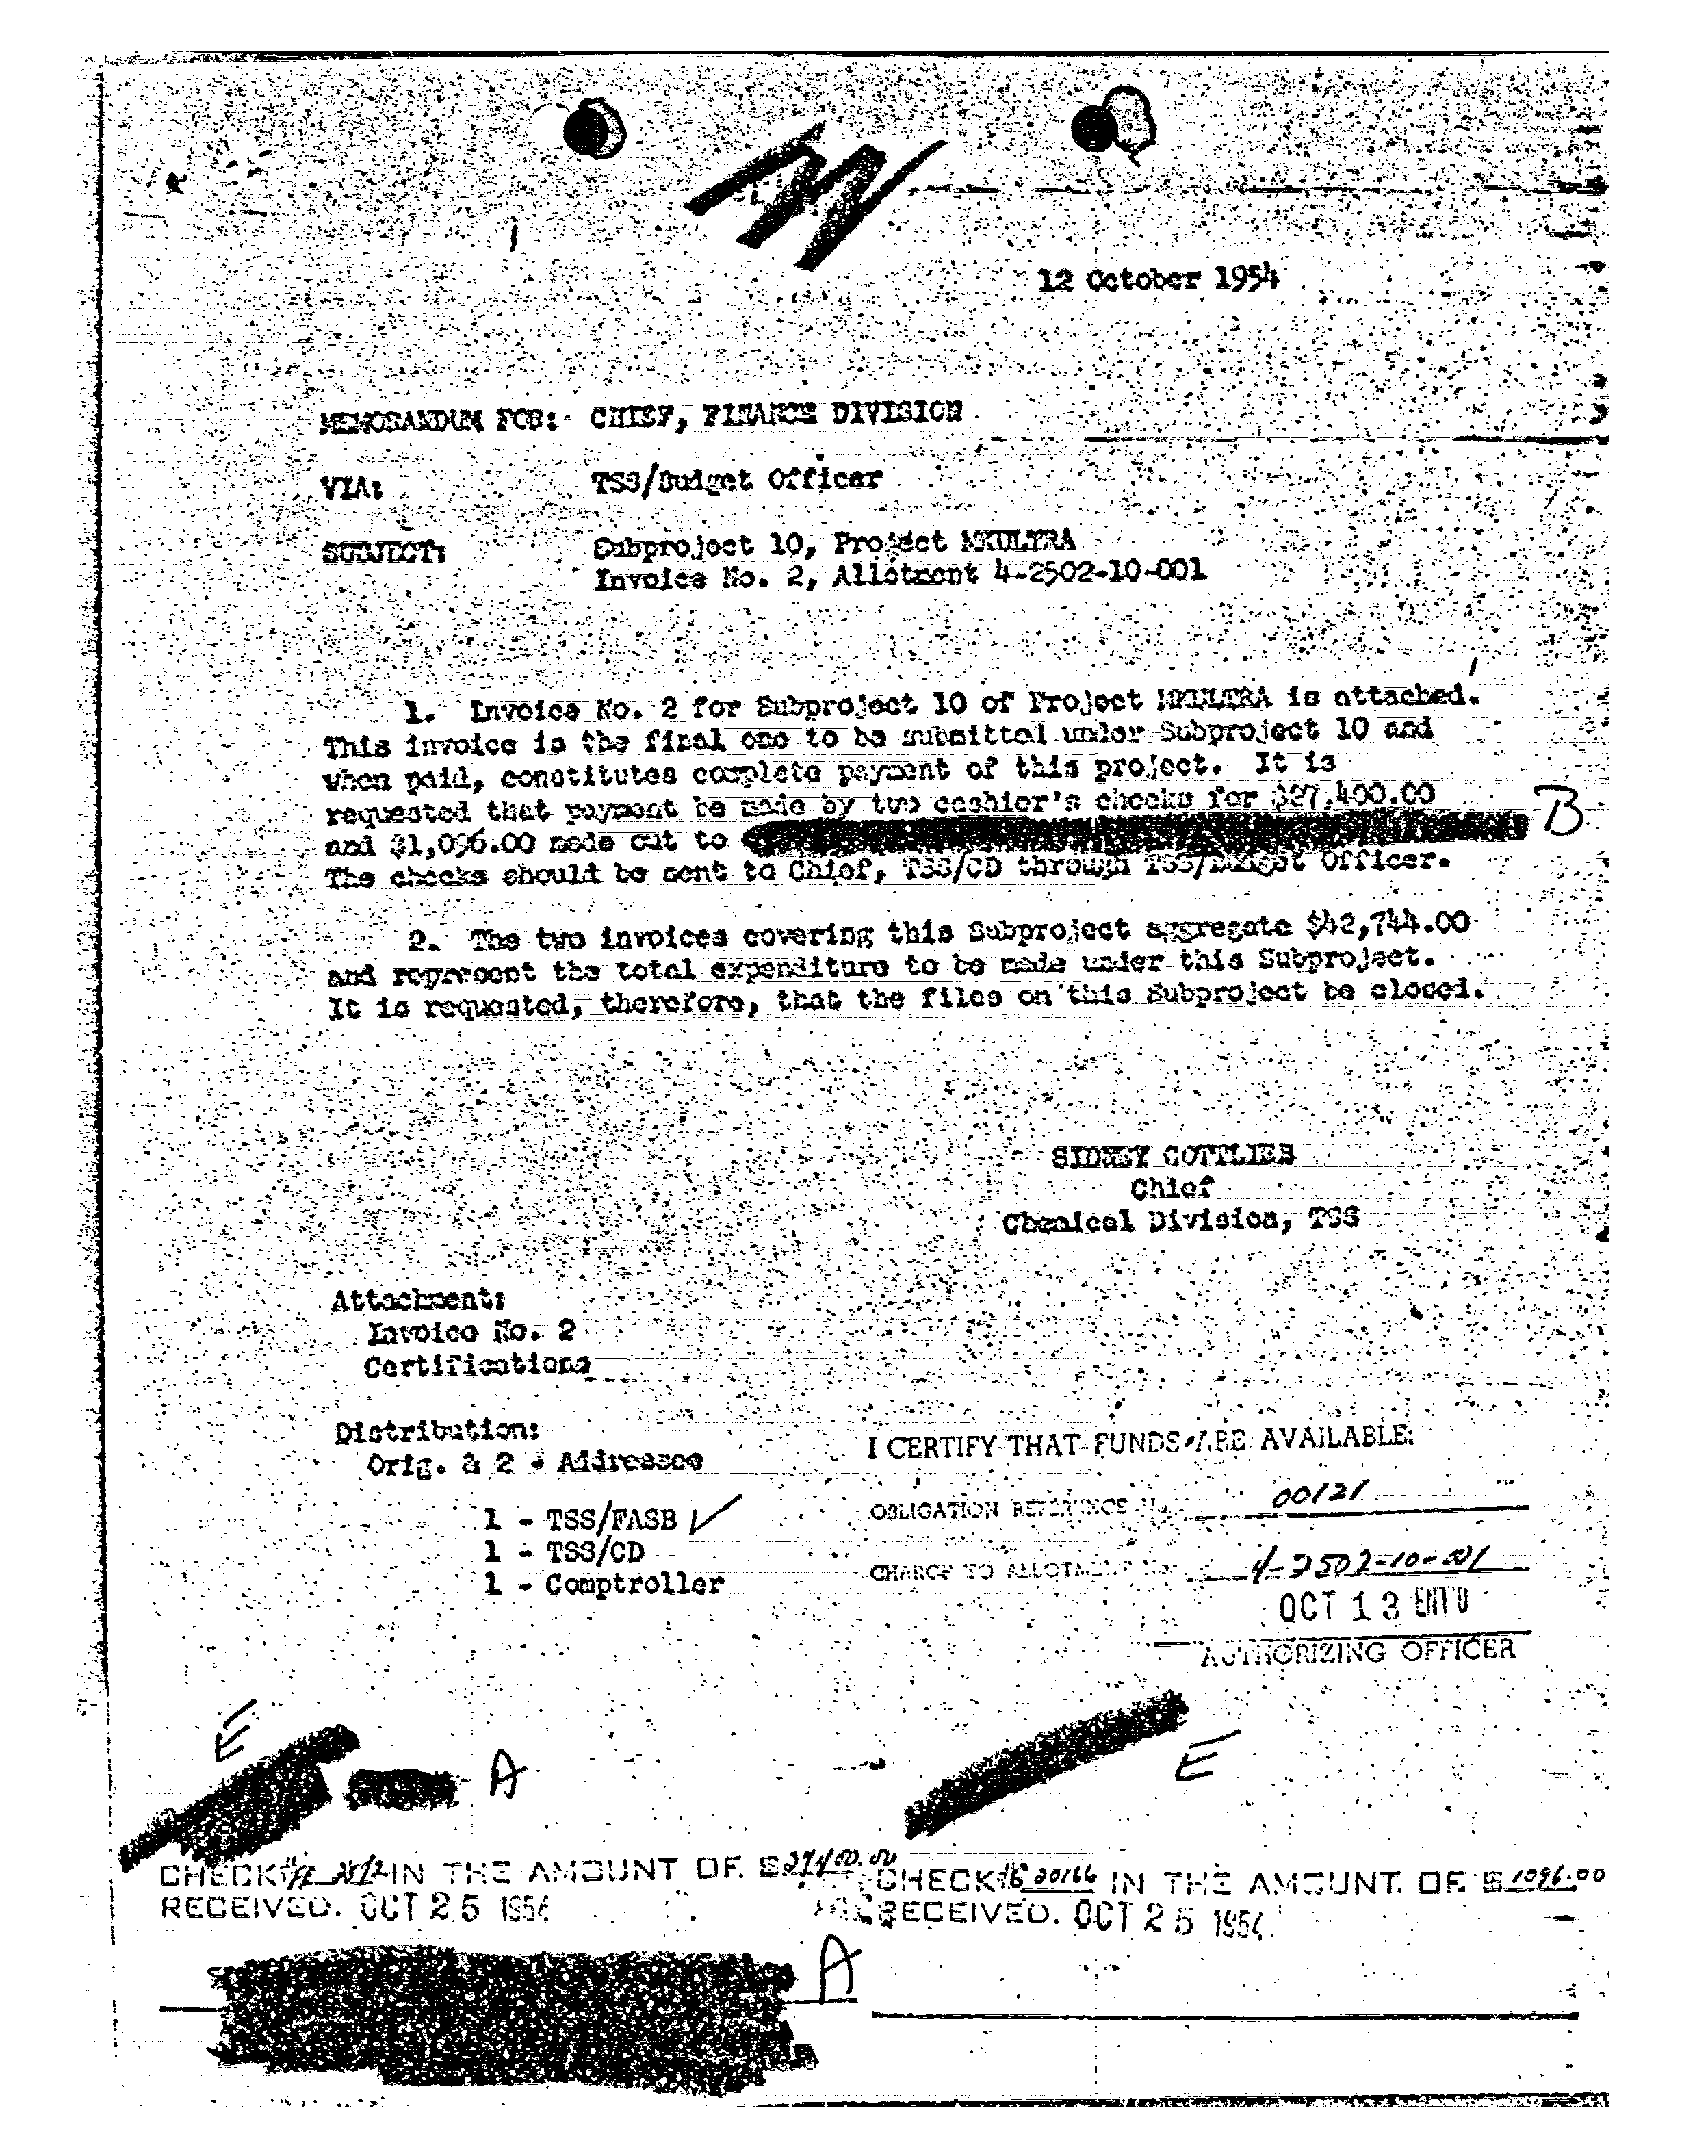 12 October 1954
MEMORANDUM FOR: CHIEF, FINANCE DIVISION
VIA: TSS/Budget Officer
SUBJECT: Subproject 10, Project MKULTRA
Invoice No. 2, Allotment 4-2502-10-001
1. Invoice No. 2 for Subproject 10 of Project MKULTRA is attached.
This invoice is the final one to be submitted under Subproject 10 and
when paid, constitutes complete payment of this project. It is
requested that payment be made by two cashier's checks for $27,400.00
and $1,096.00 made out to B
The checks should be sent to Chief, TSS/CD through TSS/Budget Officer.
2. The two invoices covering this Subproject aggregate $42,744.00
and represent the total expenditure to be made under this Subproject.
It is requested, therefore, that the files on this Subproject be closed.
SIDNEY GOTTLIEB
Chief
Chemical Division, TSS
Attachment:
Invoice No. 2
Certifications
Distribution:
Orig. & 2 - Addressee
1 - TSS/FASB
1 - TSS/CD
1 - Comptroller
I CERTIFY THAT FUNDS ARE AVAILABLE:
OBLIGATION REFERENCE No. 00121
CHARGE TO ALLOTMENT No. 4-2502-10-001
OCT 13
AUTHORIZING OFFICER
E
A
E
CHECK IN THE AMOUNT OF $27400.00
RECEIVED. OCT 25 1954
CHECK 20166 IN THE AMOUNT OF $1096.00
RECEIVED. OCT 25 1954
A